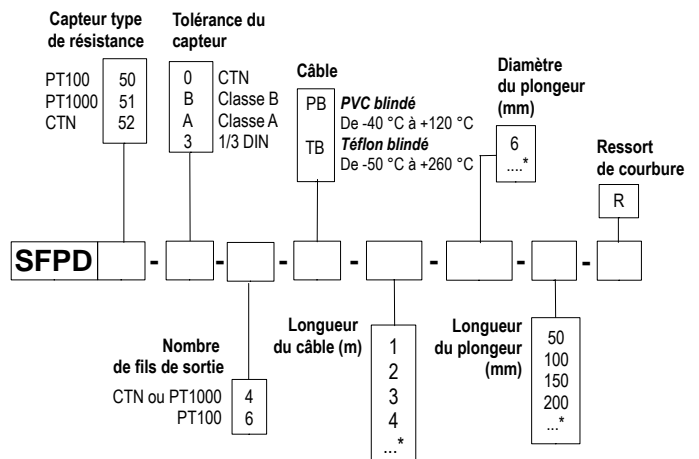 Capteur type
de résistance
PT100 50
PT1000 51
CTN 52
Tolérance du
capteur
0 CTN
B Classe B
A Classe A
3 1/3 DIN
Câble
PB PVC blindé
De -40 °C à +120 °C
TB Téflon blindé
De -50 °C à +260 °C
Diamètre
du plongeur
(mm)
6
....*
Ressort
de courbure
R
SFPD - - - - - - -
Nombre
de fils de sortie
CTN ou PT1000 4
PT100 6
Longueur
du câble (m)
1
2
3
4
...*
Longueur
du plongeur
(mm)
50
100
150
200
...*